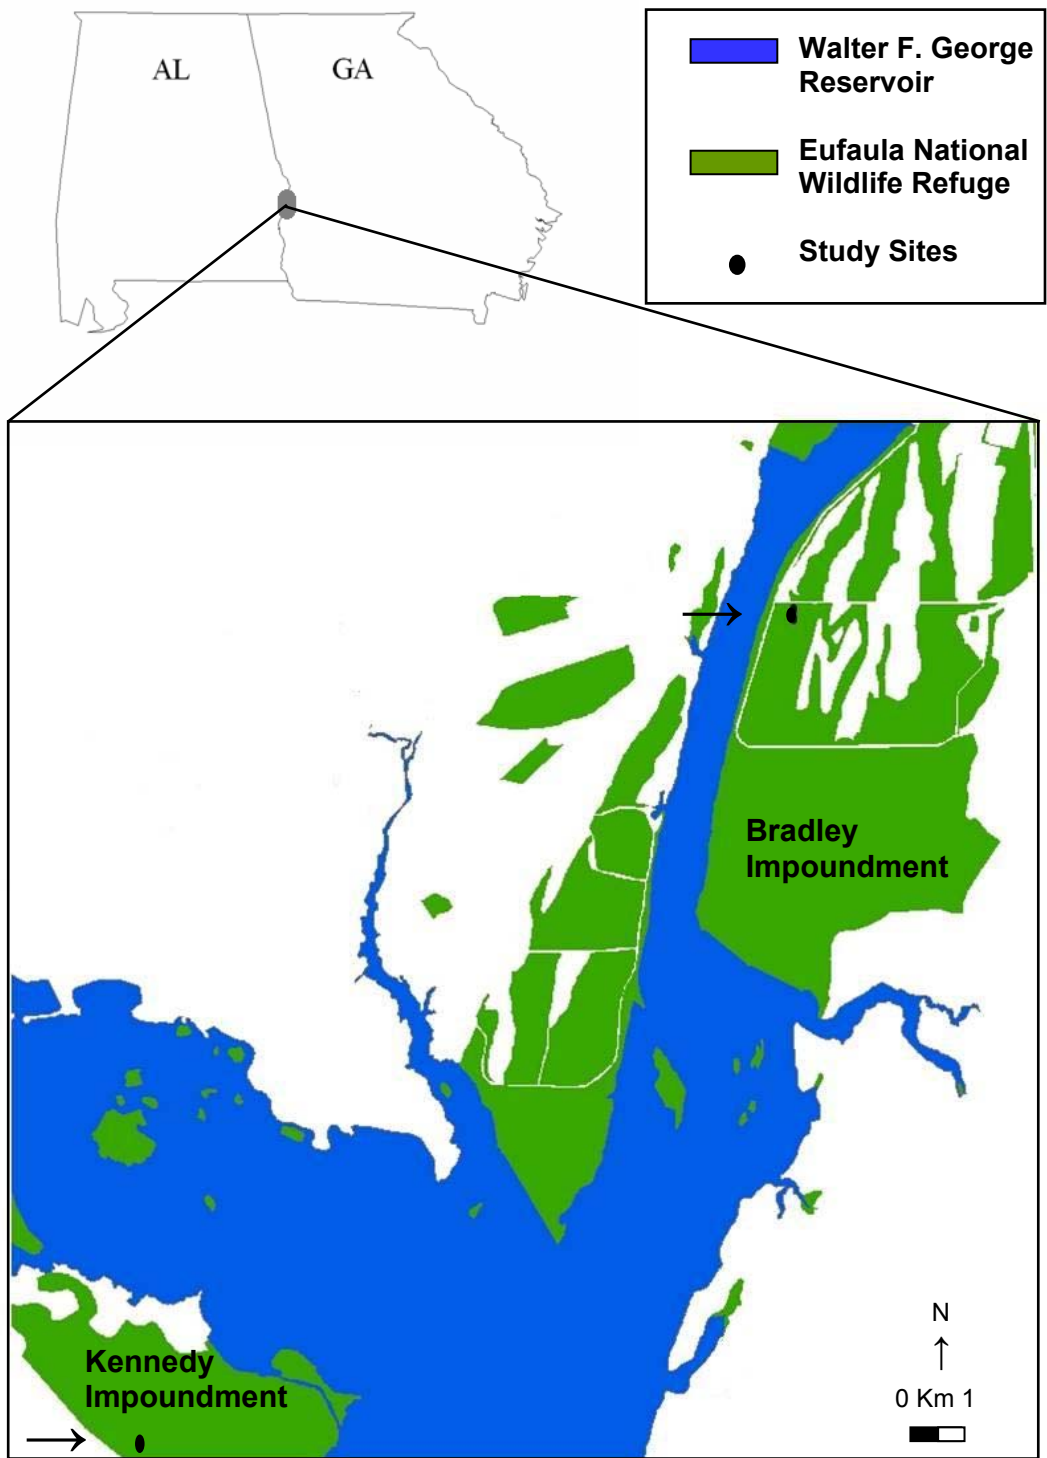 AL
GA
Walter F. George
Reservoir
Eufaula National
Wildlife Refuge
Study Sites
Bradley
Impoundment
Kennedy
Impoundment
N
0 Km 1